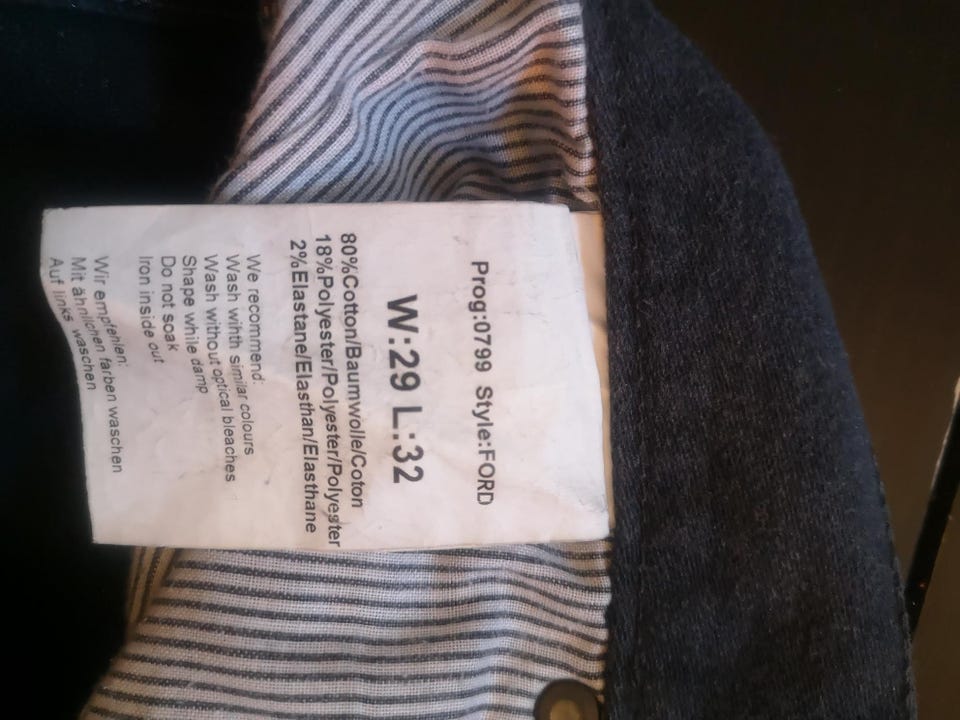 Prog:0799 Style:FORD
W:29 L:32
80%Cotton/Baumwolle/Coton
18%Polyester/Polyester/Polyester
2%Elastane/Elasthan/Elasthane
We recommend:
Wash wihth similar colours
Wash without optical bleaches
Shape while damp
Do not soak
Iron inside out
Wir empfehlen:
Mit ähnlichen farben waschen
Auf links waschen